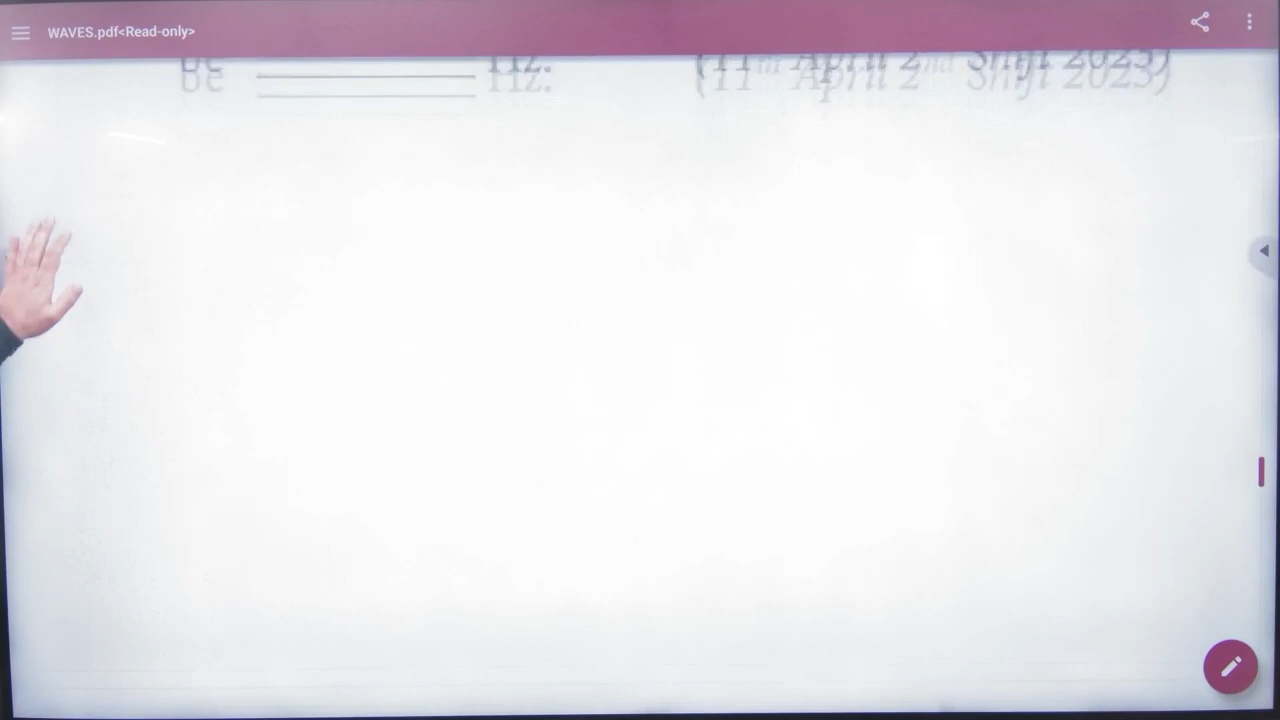 WAVES.pdf<Read-only>
be ________ Hz. (11th April 2nd Shift 2023)